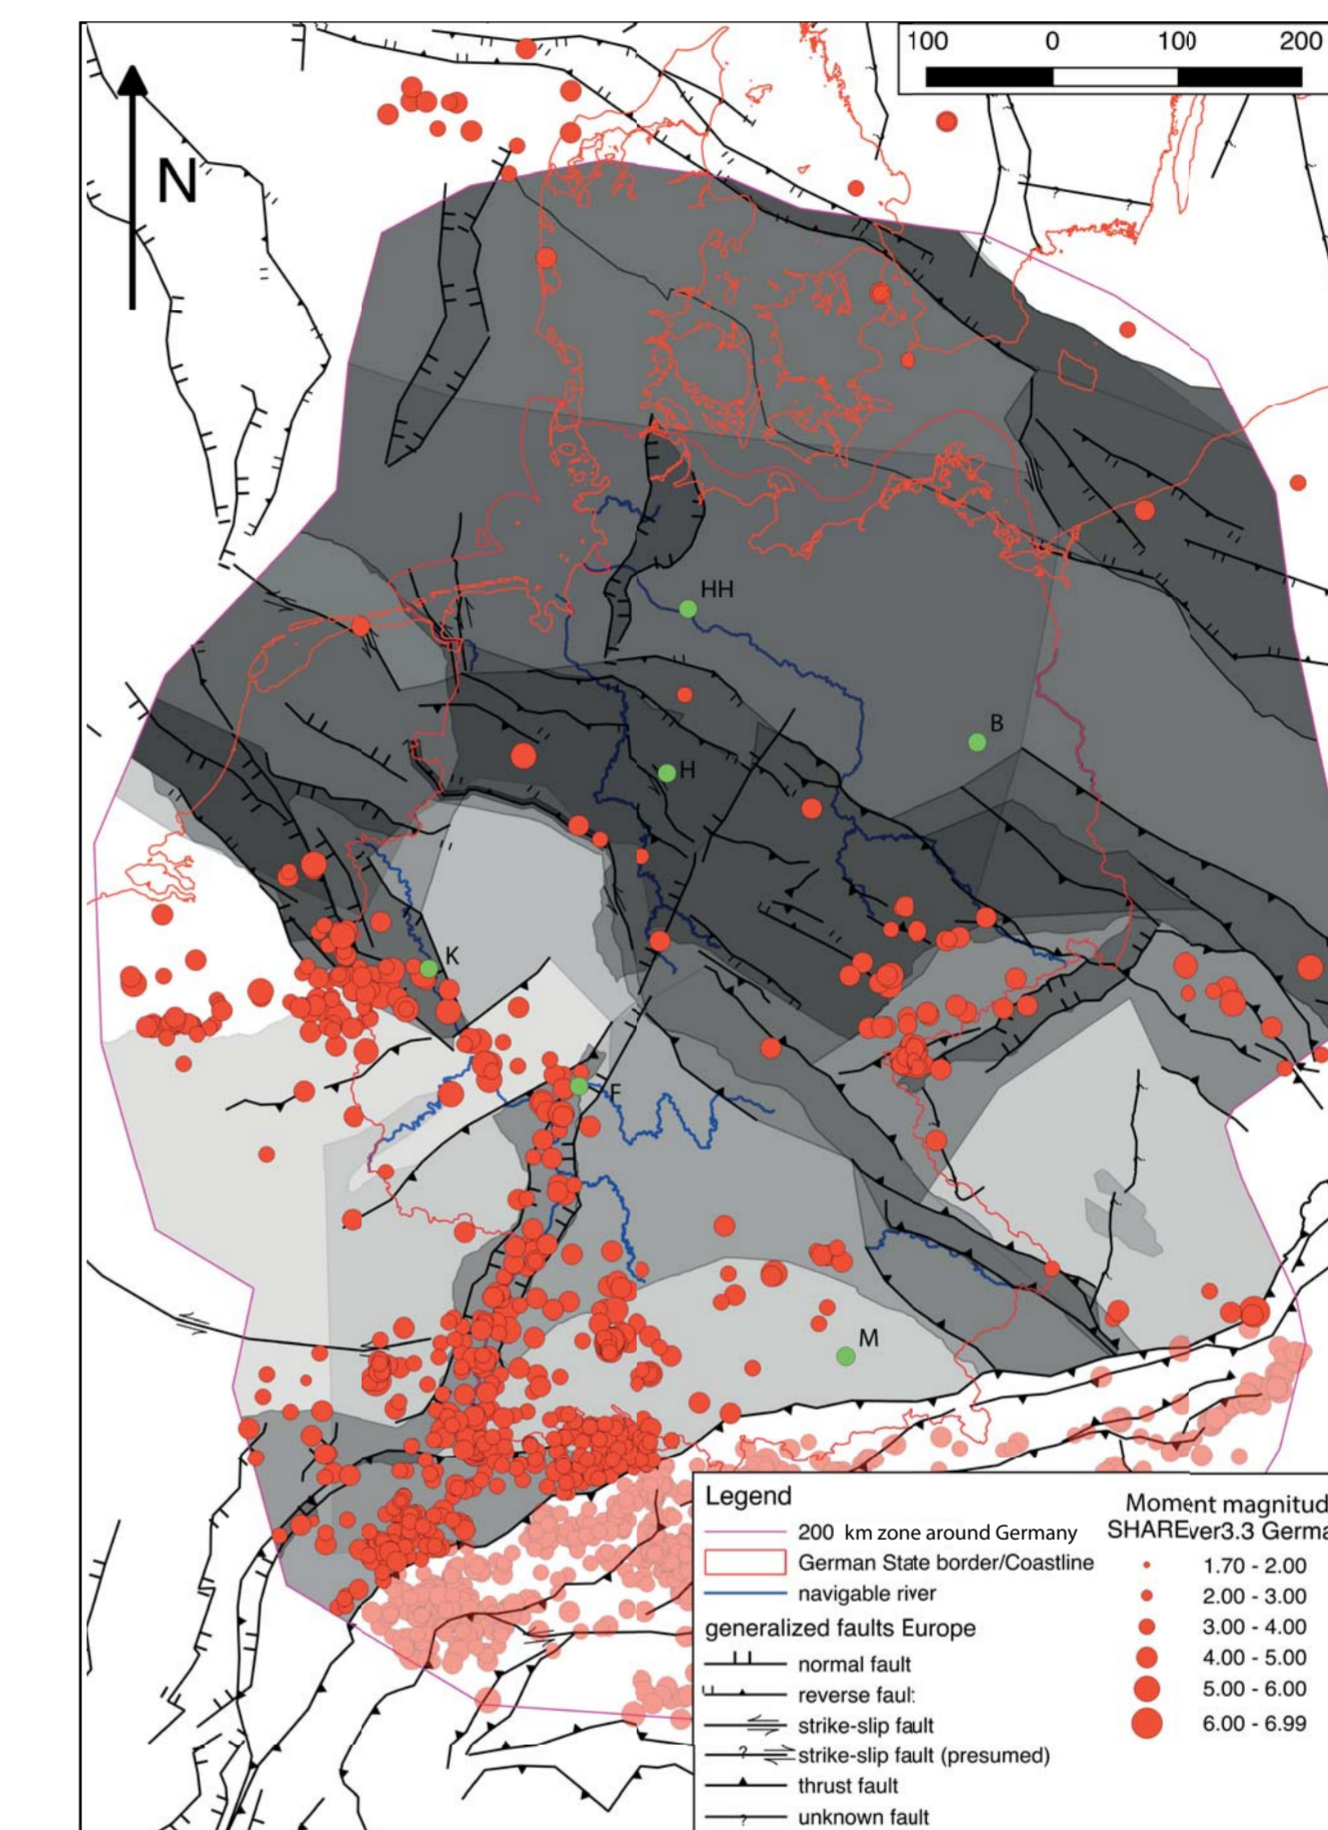 100 0 100 200
N
HH
B
H
K
F
M
Legend
200 km zone around Germany
German State border/Coastline
navigable river
generalized faults Europe
normal fault
reverse faul:
strike-slip fault
? strike-slip fault (presumed)
thrust fault
? unknown fault
Moment magnitud
SHAREver3.3 Germa
1.70 - 2.00
2.00 - 3.00
3.00 - 4.00
4.00 - 5.00
5.00 - 6.00
6.00 - 6.99